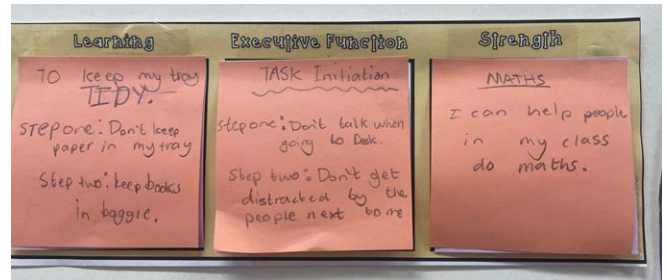 Learning
TO keep my tray
TIDY.
STEP one: Don't keep
paper in my tray
Step two: keep books
in baggie.
Executive Function
TASK Initiation
step one: Don't talk when
going to Desk.
Step two: Don't get
distracted by the
people next to me.
Strength
MATHS
I can help people
in my class
do maths.